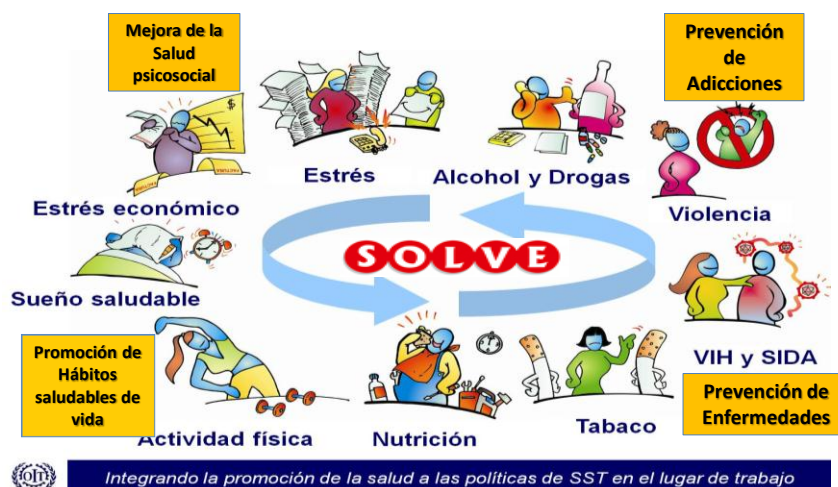 Mejora de la
Salud
psicosocial
Prevención
de
Adicciones
$
FACTURA
FACTURA
Estrés
Alcohol y Drogas
Estrés económico
Violencia
SOLVE
Sueño saludable
VIH y SIDA
Promoción de
Hábitos
saludables de
vida
Prevención de
Enfermedades
Actividad física
Nutrición
Tabaco
Integrando la promoción de la salud a las políticas de SST en el lugar de trabajo